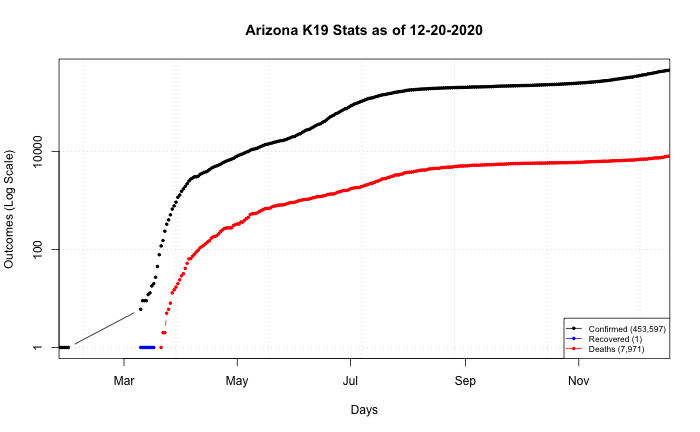 Arizona K19 Stats as of 12-20-2020
Outcomes (Log Scale)
10000
100
1
Confirmed (453,597)
Recovered (1)
Deaths (7,971)
Mar May Jul Sep Nov
Days